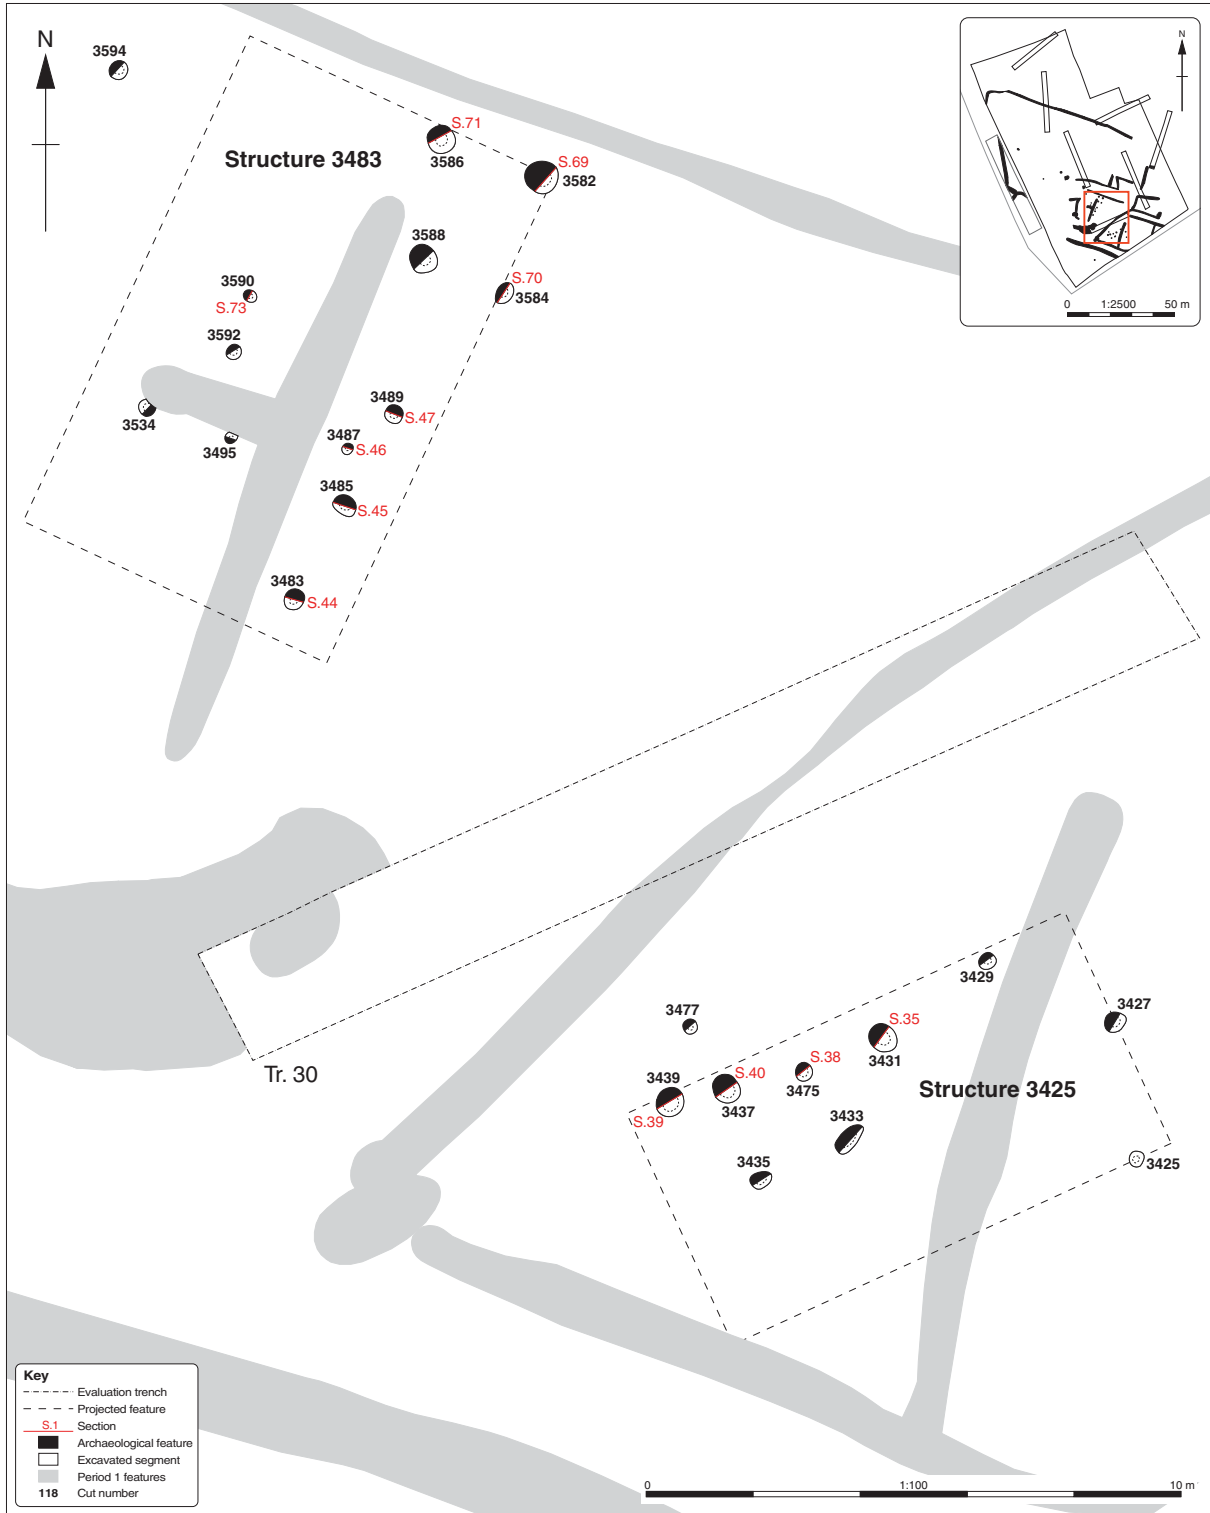 N
3594
Structure 3483
S.71
3586
S.69
3582
3588
S.70
3584
3590
S.73
3592
3534
3495
3489
S.47
3487
S.46
3485
S.45
3483
S.44
N
0 1:2500 50 m
Tr. 30
3429
3427
3477
S.35
3431
S.38
3475
Structure 3425
3439
S.40
3437
S.39
3433
3435
3425
Key
Evaluation trench
Projected feature
S.1 Section
Archaeological feature
Excavated segment
Period 1 features
118 Cut number
0 1:100 10 m